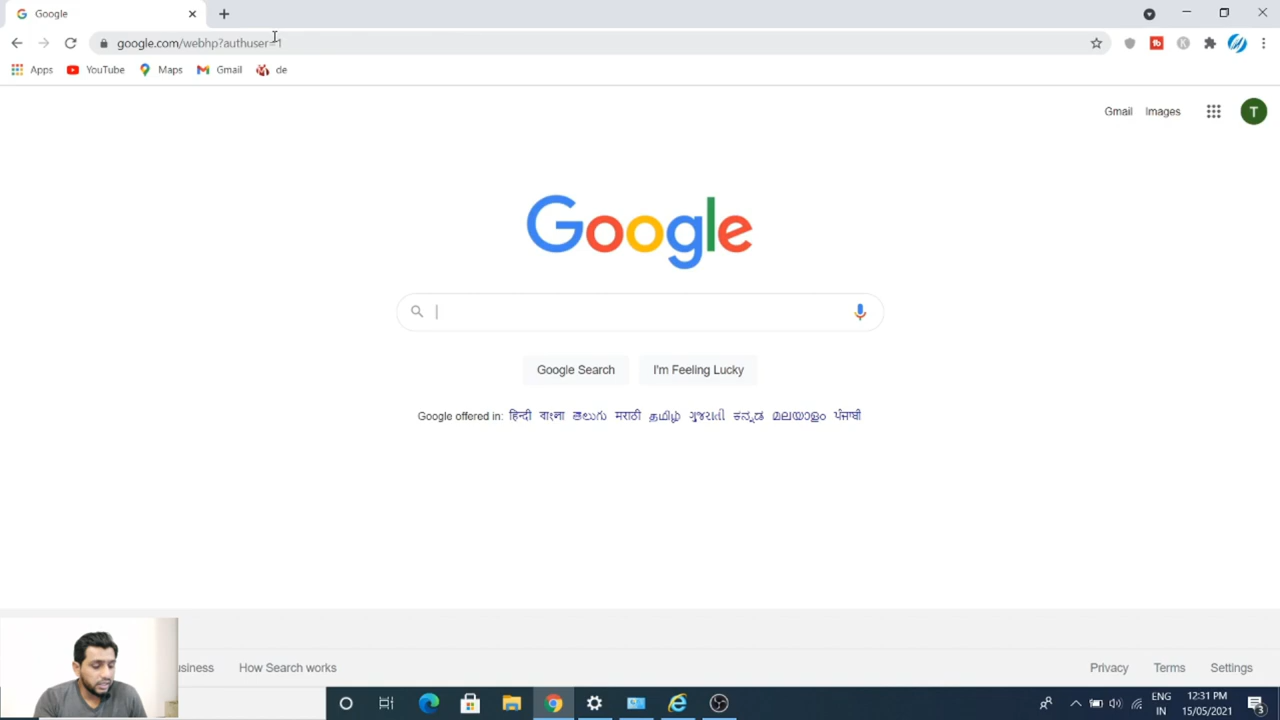 Google
google.com/webhp?authuser=1
Apps YouTube Maps Gmail de
Gmail Images T
Google
Google Search I'm Feeling Lucky
Google offered in: हिन्दी বাংলা తెలుగు मराठी தமிழ் ગુજરાતી ಕನ್ನಡ മലയാളം ਪੰਜਾਬੀ
usiness How Search works Privacy Terms Settings
ENG 12:31 PM
IN 15/05/2021 3